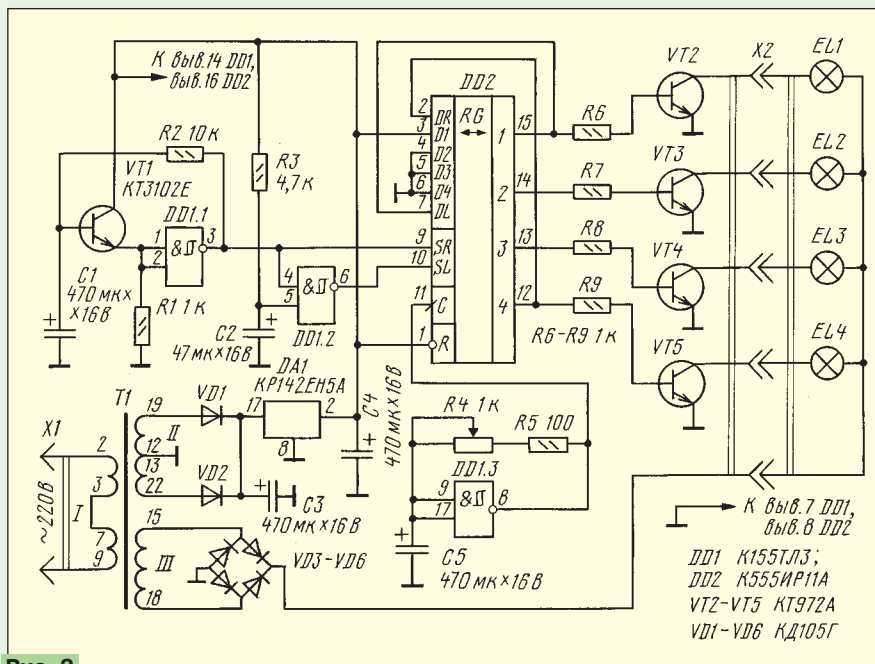 К выв.14 DD1,
выв.16 DD2
R2 10к
VT1
КТ3102Е
DD1.1
1
2
&
3
C1
470 мк×
×16 В
+
R1 1к
R3
4,7к
4
5
&
6
DD1.2
C2
47мк×16В
+
DD2
2
3
4
5
6
7
DR
D1
D2
D3
D4
DL
RG
9
10
SR
SL
11
C
1
R
1
2
3
4
15
14
13
12
R6
R7
R8
R9
R6-R9 1к
VT2
VT3
VT4
VT5
X2
EL1
EL2
EL3
EL4
DA1
КР142ЕН5А
17
2
8
C4
470 мк×16В
+
X1
~220В
I
T1
2
3
7
9
19
II
12
13
22
15
III
18
VD1
VD2
+
C3
470мк×16В
VD3-VD6
R4 1к
R5 100
DD1.3
9
17
&
8
+
C5
470 мк×16В
К выв.7 DD1,
выв.8 DD2
DD1 К155ТЛ3;
DD2 К555ИР11А
VT2-VT5 КТ972А
VD1-VD6 КД105Г